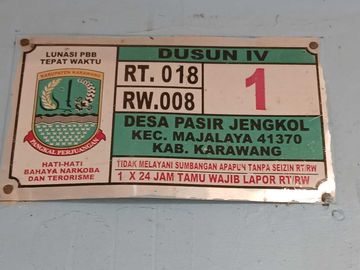 LUNASI PBB
TEPAT WAKTU
KABUPATEN KARAWANG
PANGKAL PERJUANGAN
HATI-HATI
BAHAYA NARKOBA
DAN TERORISME
DUSUN IV
RT. 018
RW.008
1
DESA PASIR JENGKOL
KEC. MAJALAYA 41370
KAB. KARAWANG
TIDAK MELAYANI SUMBANGAN APAPUN TANPA SEIZIN RT/RW
1 X 24 JAM TAMU WAJIB LAPOR RT/RW